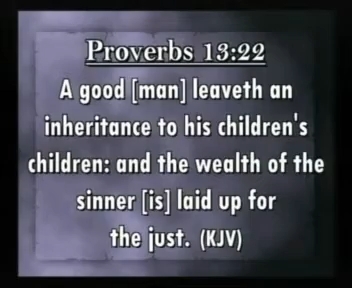 Proverbs 13:22
A good [man] leaveth an
inheritance to his children's
children: and the wealth of the
sinner [is] laid up for
the just. (KJV)